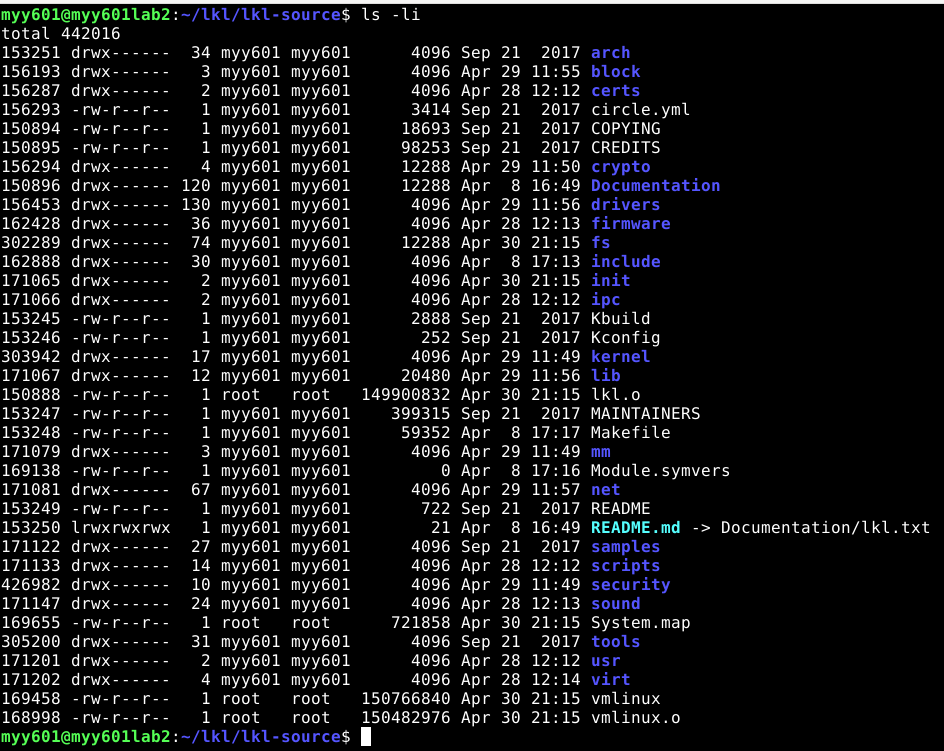 myy601@myy601lab2:~/lkl/lkl-source$ ls -li
total 442016
153251 drwx------  34 myy601 myy601      4096 Sep 21  2017 arch
156193 drwx------   3 myy601 myy601      4096 Apr 29 11:55 block
156287 drwx------   2 myy601 myy601      4096 Apr 28 12:12 certs
156293 -rw-r--r--   1 myy601 myy601      3414 Sep 21  2017 circle.yml
150894 -rw-r--r--   1 myy601 myy601     18693 Sep 21  2017 COPYING
150895 -rw-r--r--   1 myy601 myy601     98253 Sep 21  2017 CREDITS
156294 drwx------   4 myy601 myy601     12288 Apr 29 11:50 crypto
150896 drwx------ 120 myy601 myy601     12288 Apr  8 16:49 Documentation
156453 drwx------ 130 myy601 myy601      4096 Apr 29 11:56 drivers
162428 drwx------  36 myy601 myy601      4096 Apr 28 12:13 firmware
302289 drwx------  74 myy601 myy601     12288 Apr 30 21:15 fs
162888 drwx------  30 myy601 myy601      4096 Apr  8 17:13 include
171065 drwx------   2 myy601 myy601      4096 Apr 30 21:15 init
171066 drwx------   2 myy601 myy601      4096 Apr 28 12:12 ipc
153245 -rw-r--r--   1 myy601 myy601      2888 Sep 21  2017 Kbuild
153246 -rw-r--r--   1 myy601 myy601       252 Sep 21  2017 Kconfig
303942 drwx------  17 myy601 myy601      4096 Apr 29 11:49 kernel
171067 drwx------  12 myy601 myy601     20480 Apr 29 11:56 lib
150888 -rw-r--r--   1 root   root   149900832 Apr 30 21:15 lkl.o
153247 -rw-r--r--   1 myy601 myy601    399315 Sep 21  2017 MAINTAINERS
153248 -rw-r--r--   1 myy601 myy601     59352 Apr  8 17:17 Makefile
171079 drwx------   3 myy601 myy601      4096 Apr 29 11:49 mm
169138 -rw-r--r--   1 myy601 myy601         0 Apr  8 17:16 Module.symvers
171081 drwx------  67 myy601 myy601      4096 Apr 29 11:57 net
153249 -rw-r--r--   1 myy601 myy601       722 Sep 21  2017 README
153250 lrwxrwxrwx   1 myy601 myy601        21 Apr  8 16:49 README.md -> Documentation/lkl.txt
171122 drwx------  27 myy601 myy601      4096 Sep 21  2017 samples
171133 drwx------  14 myy601 myy601      4096 Apr 28 12:12 scripts
426982 drwx------  10 myy601 myy601      4096 Apr 29 11:49 security
171147 drwx------  24 myy601 myy601      4096 Apr 28 12:13 sound
169655 -rw-r--r--   1 root   root      721858 Apr 30 21:15 System.map
305200 drwx------  31 myy601 myy601      4096 Sep 21  2017 tools
171201 drwx------   2 myy601 myy601      4096 Apr 28 12:12 usr
171202 drwx------   4 myy601 myy601      4096 Apr 28 12:14 virt
169458 -rw-r--r--   1 root   root   150766840 Apr 30 21:15 vmlinux
168998 -rw-r--r--   1 root   root   150482976 Apr 30 21:15 vmlinux.o
myy601@myy601lab2:~/lkl/lkl-source$